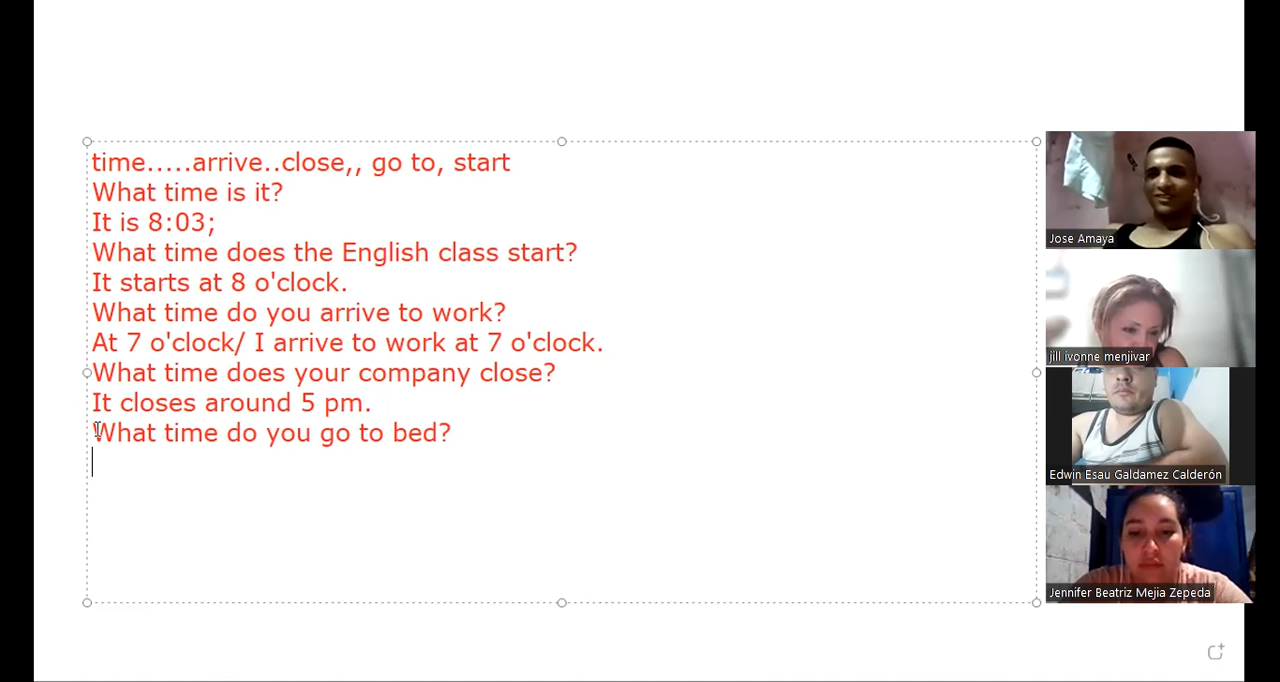 time.....arrive..close,, go to, start
What time is it?
It is 8:03;
What time does the English class start?
It starts at 8 o'clock.
What time do you arrive to work?
At 7 o'clock/ I arrive to work at 7 o'clock.
What time does your company close?
It closes around 5 pm.
What time do you go to bed?
Jose Amaya
jill ivonne menjivar
Edwin Esau Galdamez Calderón
Jennifer Beatriz Mejia Zepeda